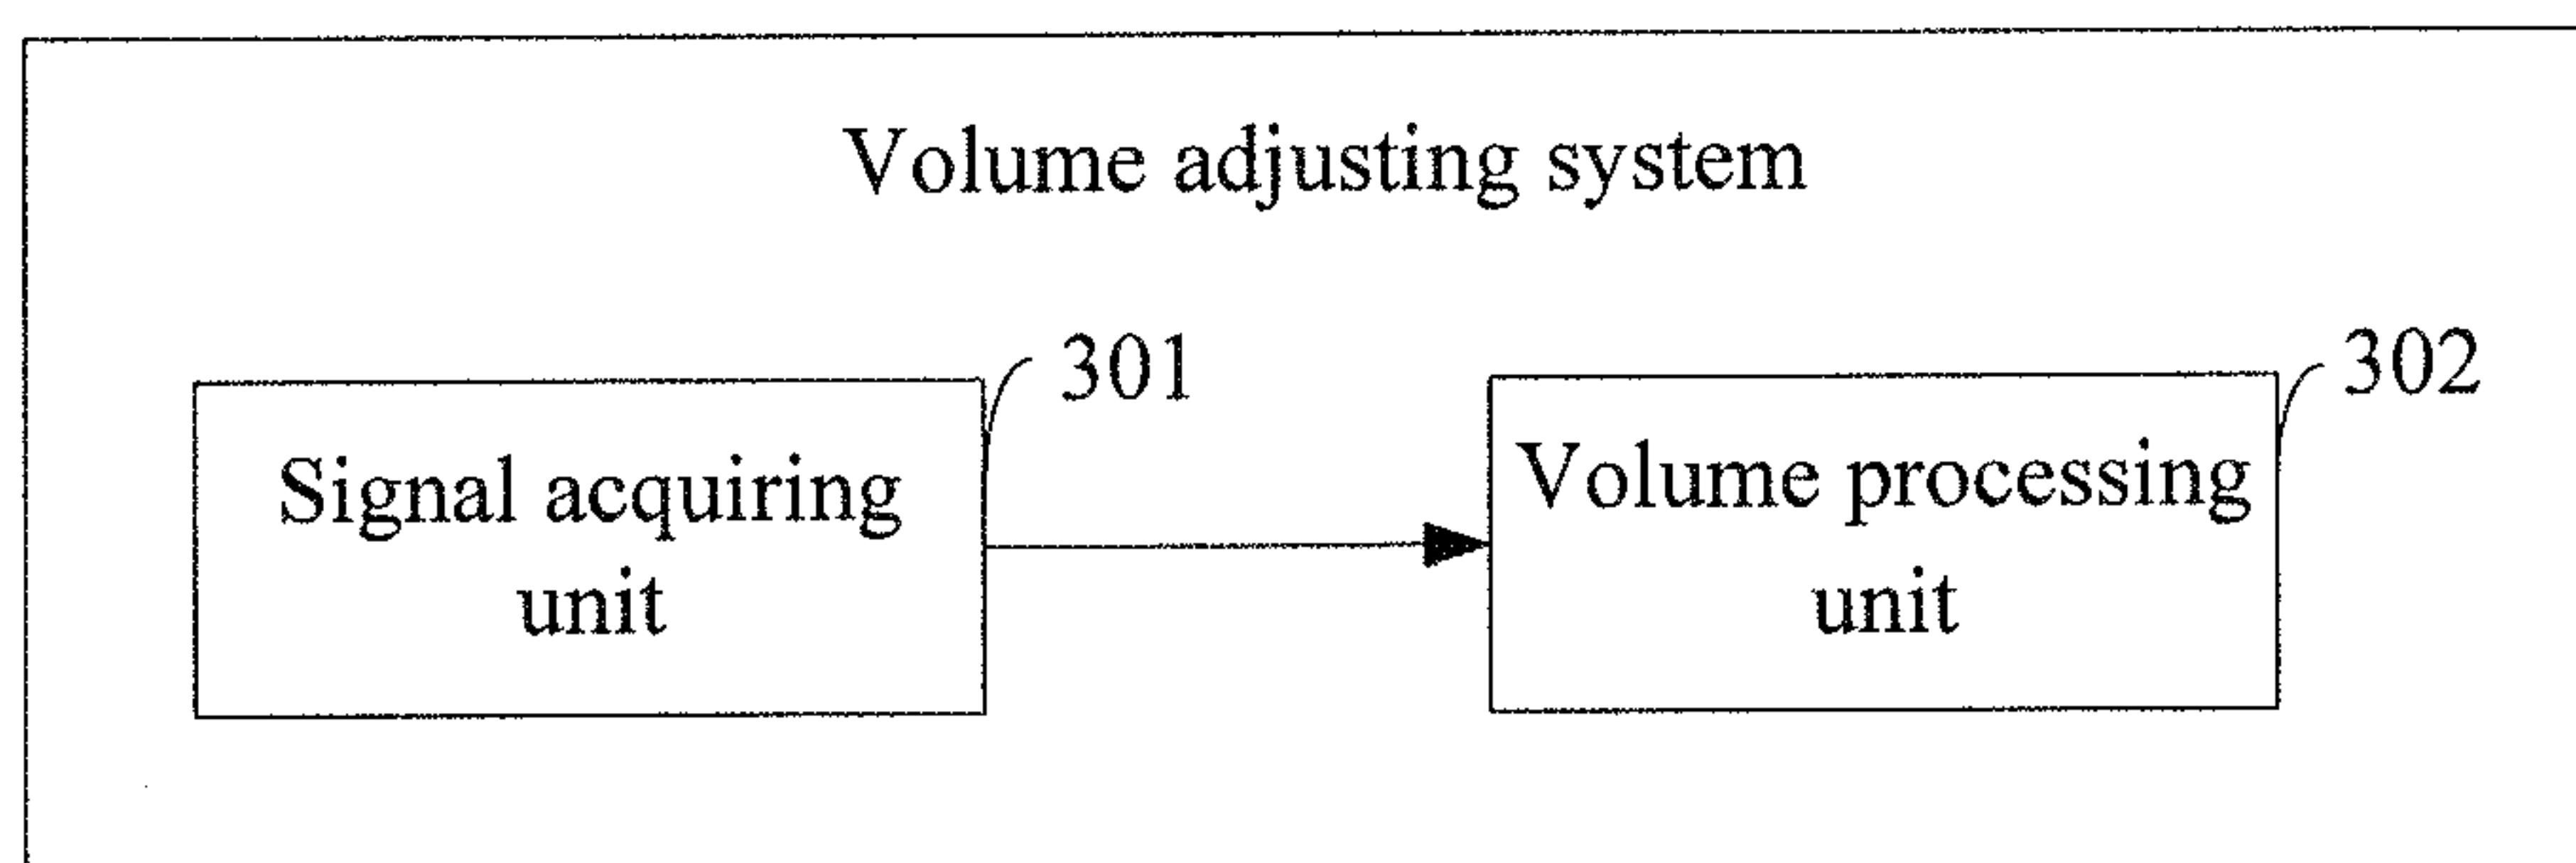 Volume adjusting system
301
302
Signal acquiring
unit
Volume processing
unit